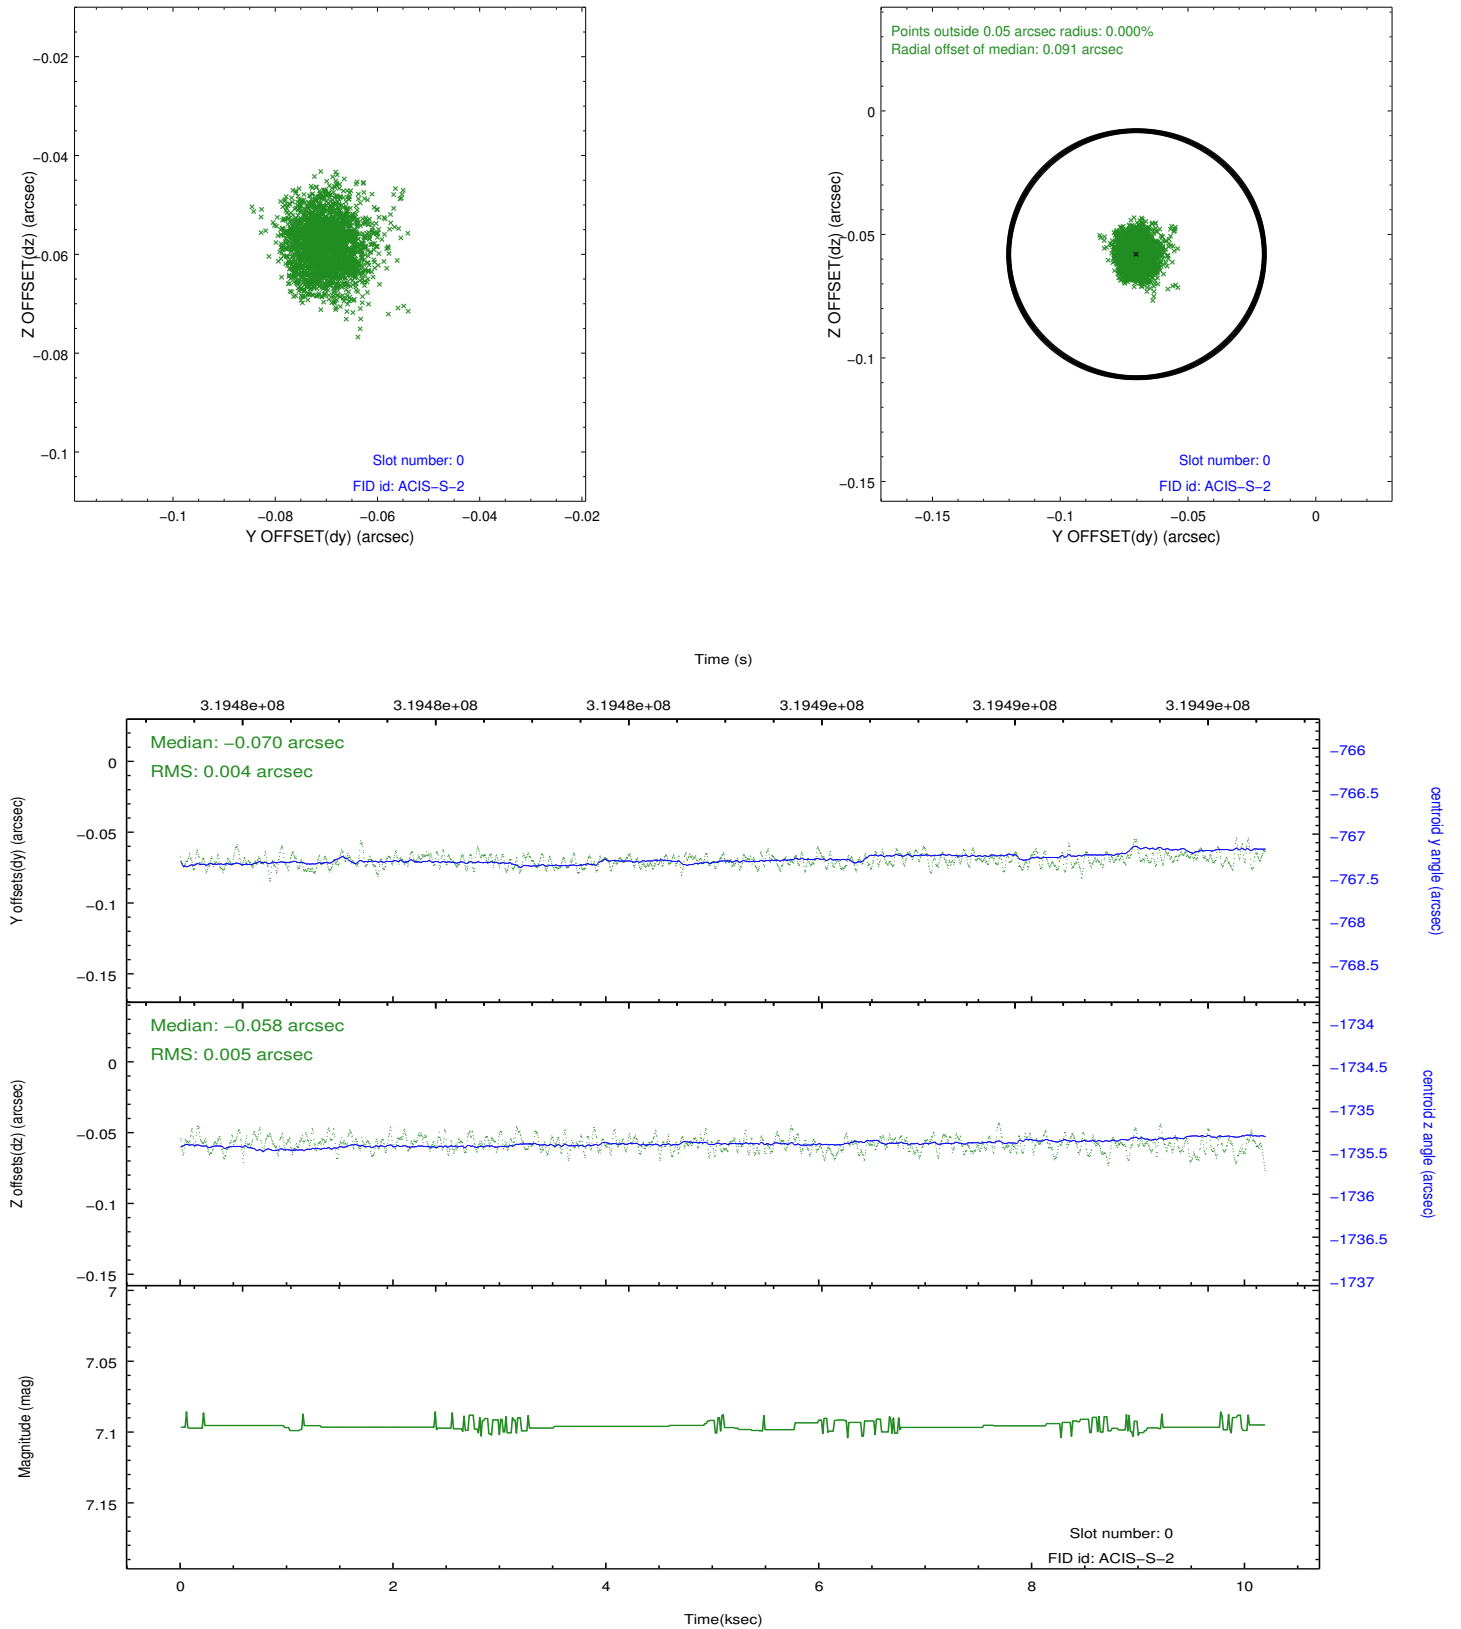 −0.02
−0.04
−0.06
−0.08
−0.1
Z OFFSET(dz) (arcsec)
Slot number: 0
FID id: ACIS−S−2
−0.1
−0.08
−0.06
−0.04
−0.02
Y OFFSET(dy) (arcsec)
Points outside 0.05 arcsec radius: 0.000%
Radial offset of median: 0.091 arcsec
0
−0.05
−0.1
−0.15
Z OFFSET(dz) (arcsec)
Slot number: 0
FID id: ACIS−S−2
−0.15
−0.1
−0.05
0
Y OFFSET(dy) (arcsec)
Time (s)
3.1948e+08
3.1948e+08
3.1948e+08
3.1949e+08
3.1949e+08
3.1949e+08
Median: −0.070 arcsec
RMS: 0.004 arcsec
0
−0.05
−0.1
−0.15
Y offsets(dy) (arcsec)
−766
−766.5
−767
−767.5
−768
−768.5
centroid y angle (arcsec)
Median: −0.058 arcsec
RMS: 0.005 arcsec
0
−0.05
−0.1
−0.15
Z offsets(dz) (arcsec)
−1734
−1734.5
−1735
−1735.5
−1736
−1736.5
−1737
centroid z angle (arcsec)
7
7.05
7.1
7.15
Magnitude (mag)
Slot number: 0
FID id: ACIS−S−2
0
2
4
6
8
10
Time(ksec)